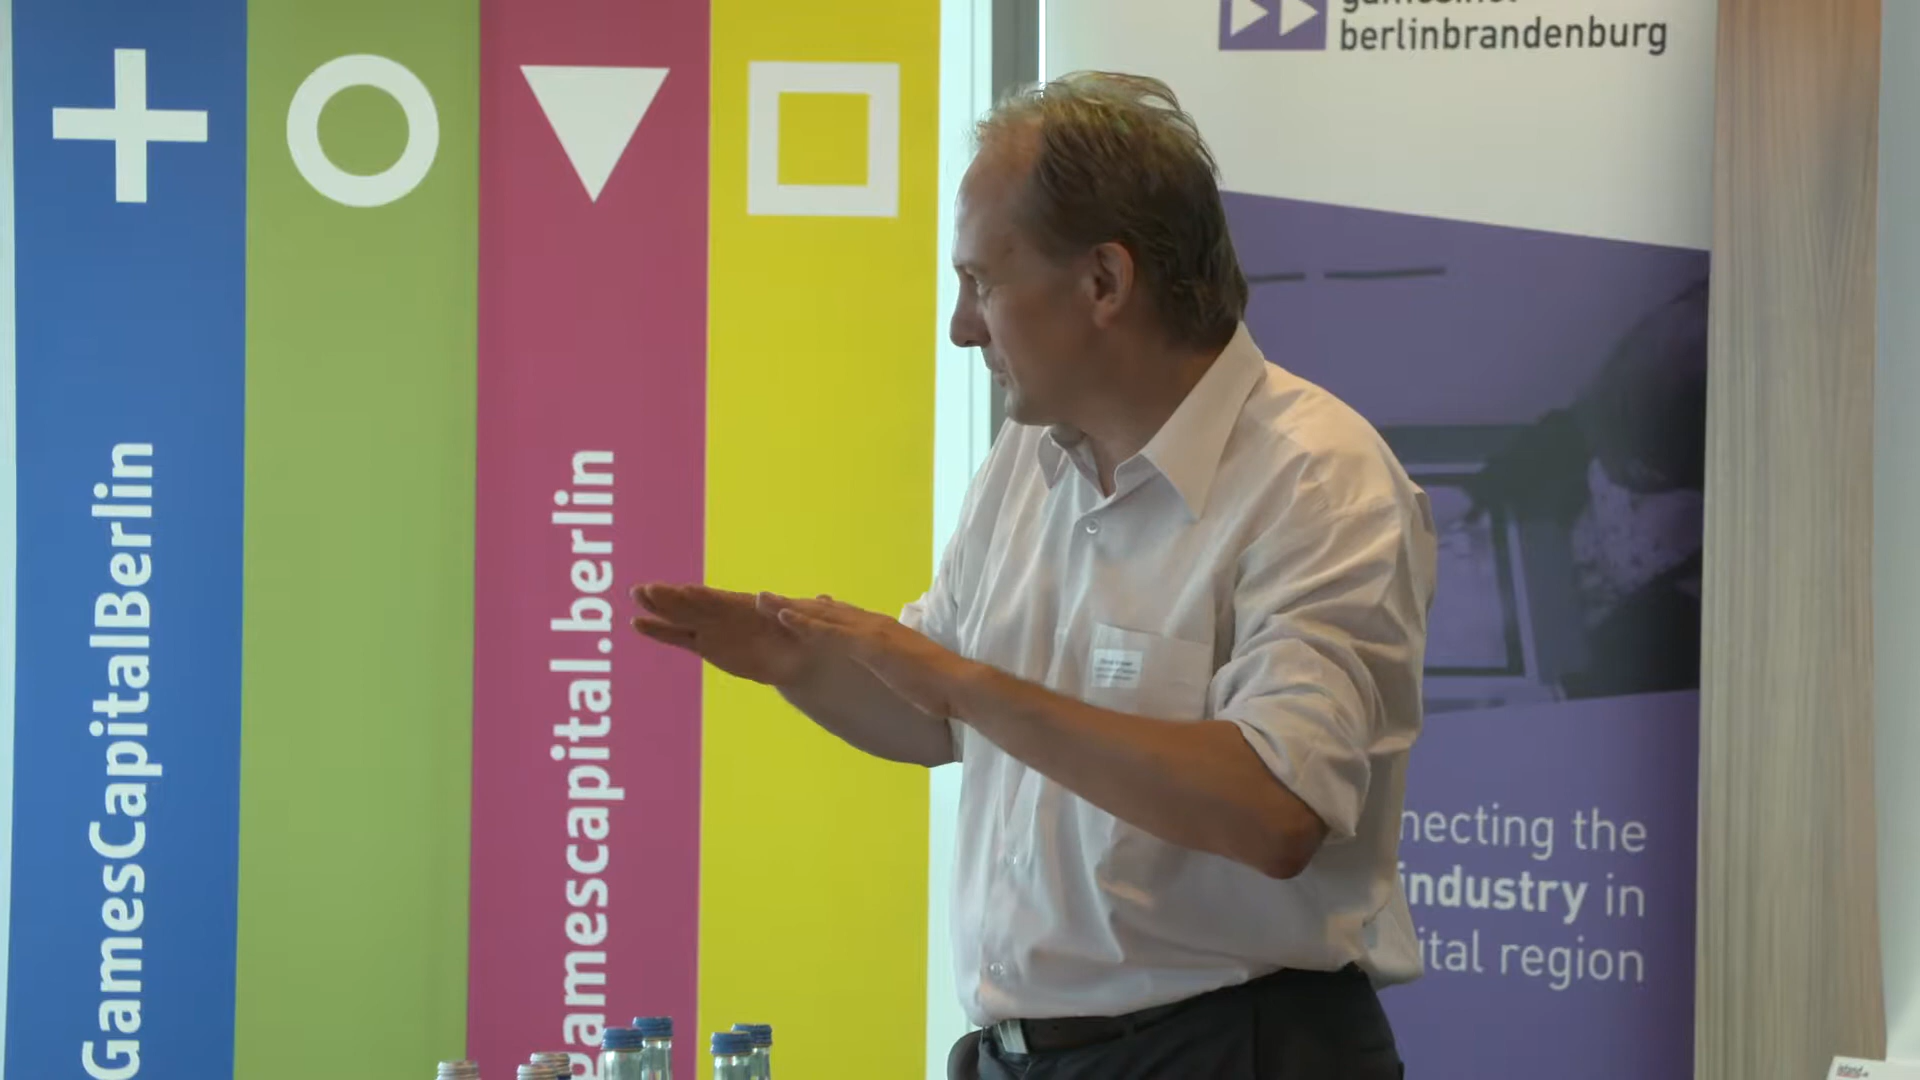 GamesCapitalBerlin
gamescapital.berlin
berlinbrandenburg
necting the
industry in
ital region